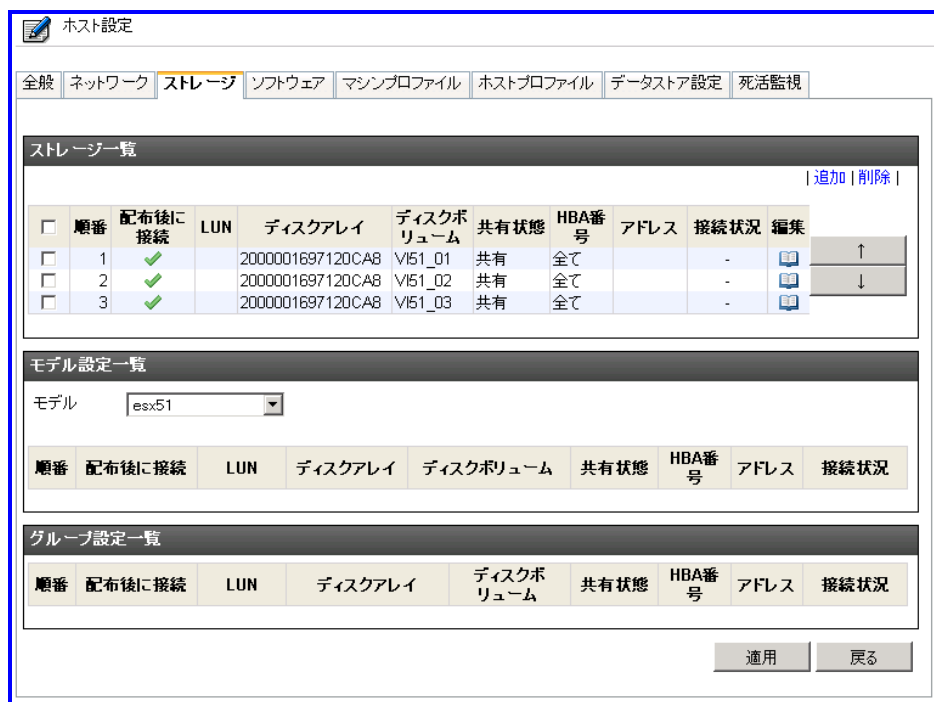 ホスト設定
全般 ネットワーク ストレージ ソフトウェア マシンプロファイル ホストプロファイル データストア設定 死活監視
ストレージ一覧
| 追加 | 削除 |
順番 配布後に接続 LUN ディスクアレイ ディスクボリューム 共有状態 HBA番号 アドレス 接続状況 編集
1 2000001697120CA8 VI51_01 共有 全て -
↑
2 2000001697120CA8 VI51_02 共有 全て -
↓
3 2000001697120CA8 VI51_03 共有 全て -
モデル設定一覧
モデル esx51
順番 配布後に接続 LUN ディスクアレイ ディスクボリューム 共有状態 HBA番号 アドレス 接続状況
グループ設定一覧
順番 配布後に接続 LUN ディスクアレイ ディスクボリューム 共有状態 HBA番号 アドレス 接続状況
適用 戻る